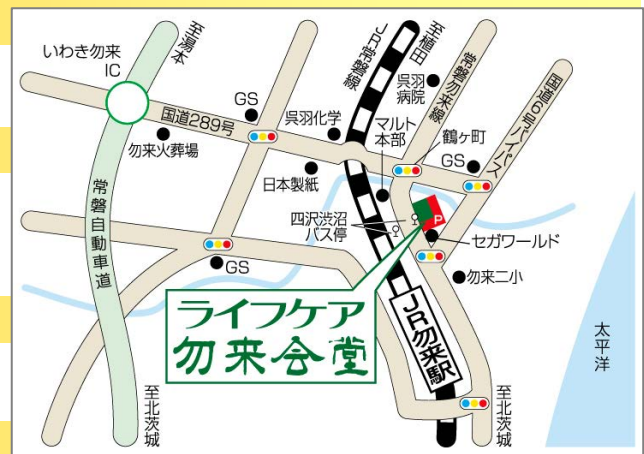 至湯本
いわき勿来
IC
国道289号
GS
勿来火葬場
常磐自動車道
GS
至北茨城
日本製紙
呉羽化学
JR常磐線
至植田
呉羽
病院
常磐勿来線
マルト
本部
鶴ヶ町
GS
国道6号バイパス
四沢渋沼
バス停
P
セガワールド
勿来二小
ライフケア
勿来会堂
JR勿来駅
至北茨城
太平洋